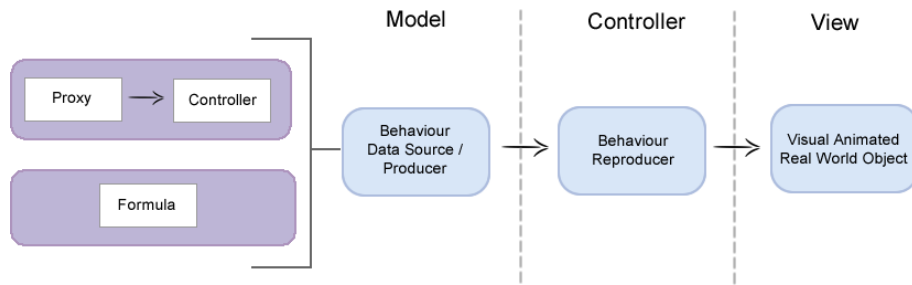 Model
Controller
View
Proxy
Controller
Formula
Behaviour
Data Source /
Producer
Behaviour
Reproducer
Visual Animated
Real World Object